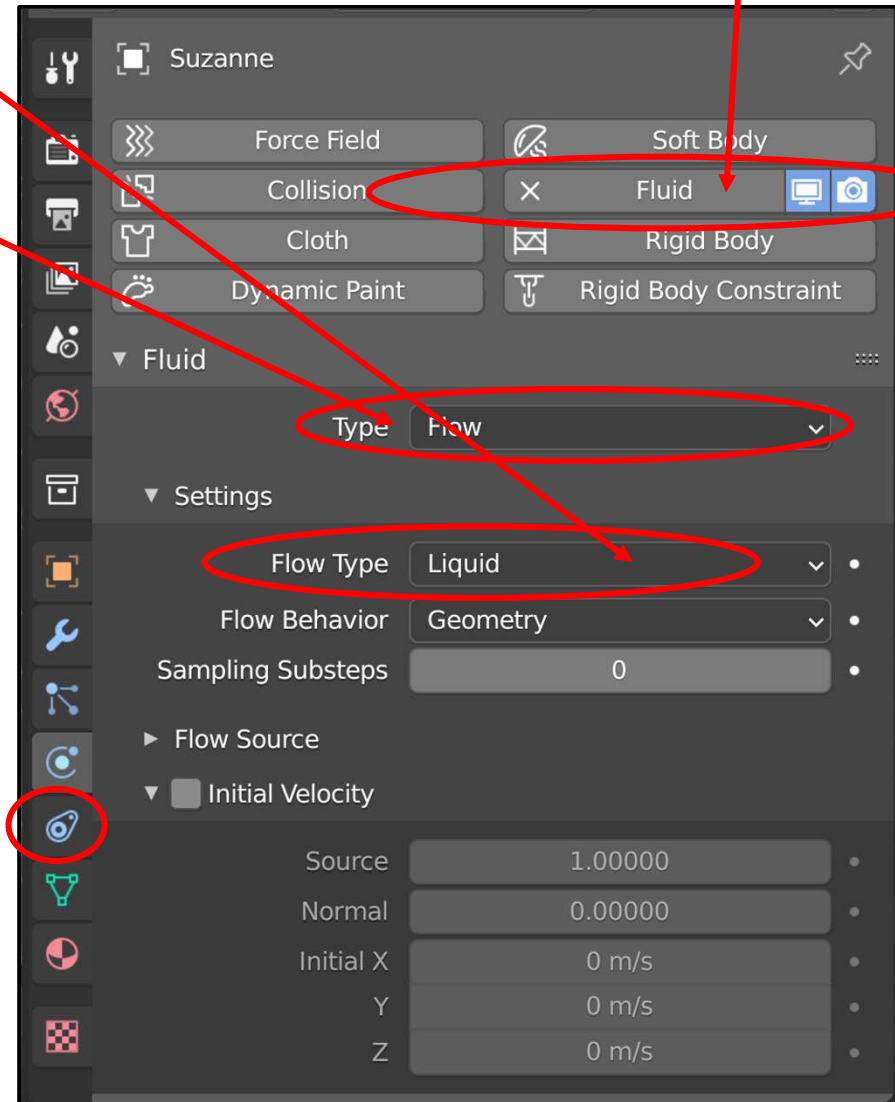 Suzanne
Force Field Soft Body
Collision Fluid
Cloth Rigid Body
Dynamic Paint Rigid Body Constraint
Fluid
Type Flow
Settings
Flow Type Liquid
Flow Behavior Geometry
Sampling Substeps 0
Flow Source
Initial Velocity
Source 1.00000
Normal 0.00000
Initial X 0 m/s
Y 0 m/s
Z 0 m/s